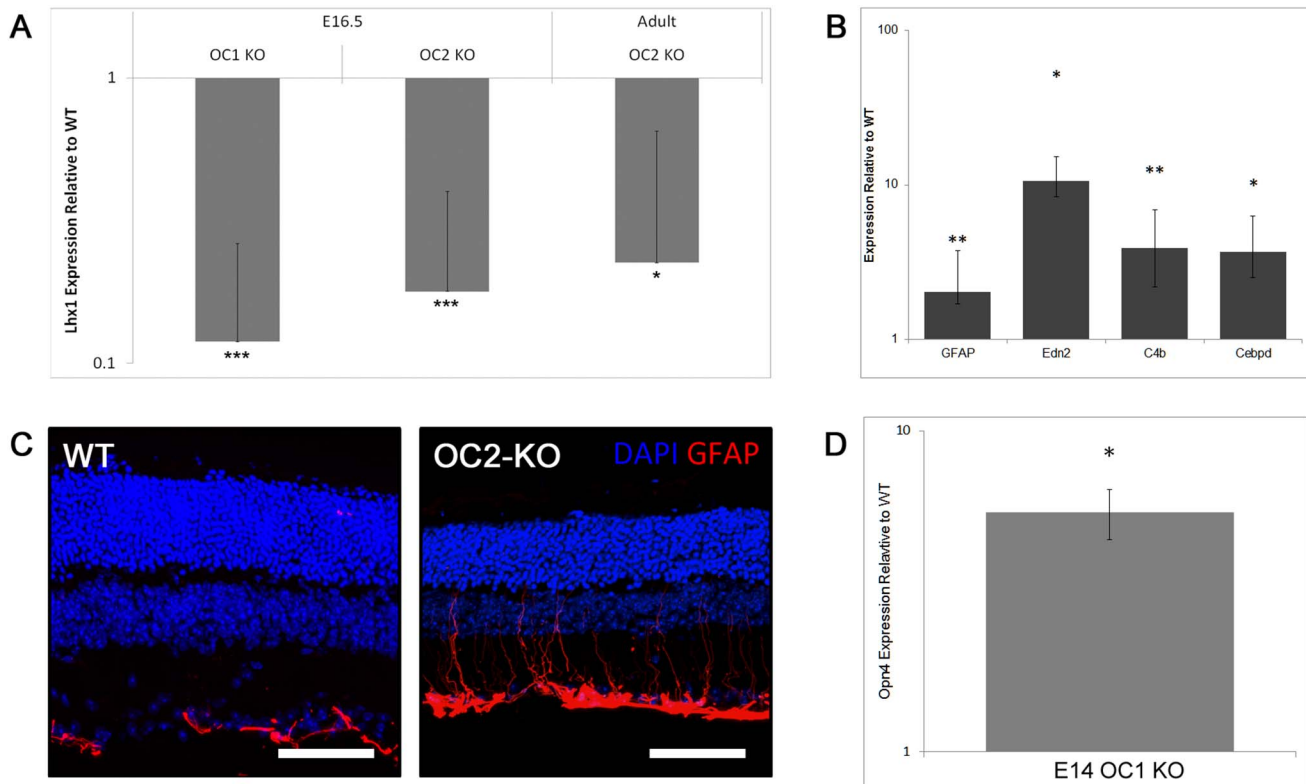 A
E16.5 Adult
OC1 KO OC2 KO OC2 KO
1
Lhx1 Expression Relative to WT
0.1
***
***
*
B
100
Expression Relative to WT
10
1
**
*
**
*
GFAP Edn2 C4b Cebpd
C
WT
OC2-KO DAPI GFAP
D
10
Opn4 Expression Relavtive to WT
1
*
E14 OC1 KO